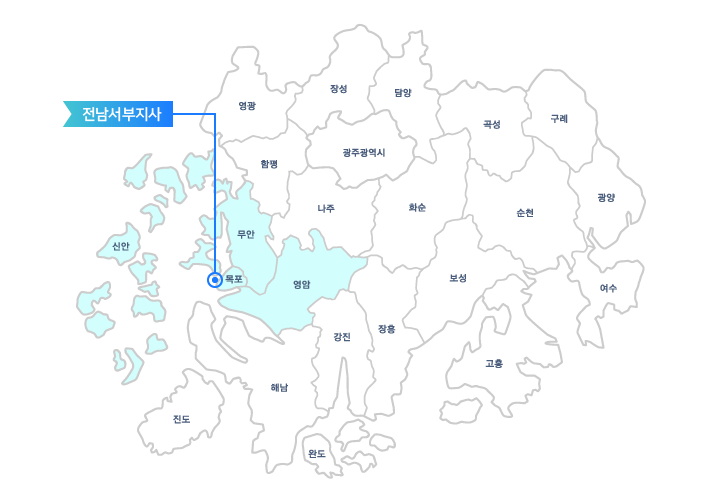 장성
담양
영광
전남서부지사
구례
곡성
광주광역시
함평
광양
나주
화순
순천
무안
신안
보성
목포
영암
여수
장흥
강진
고흥
해남
진도
완도